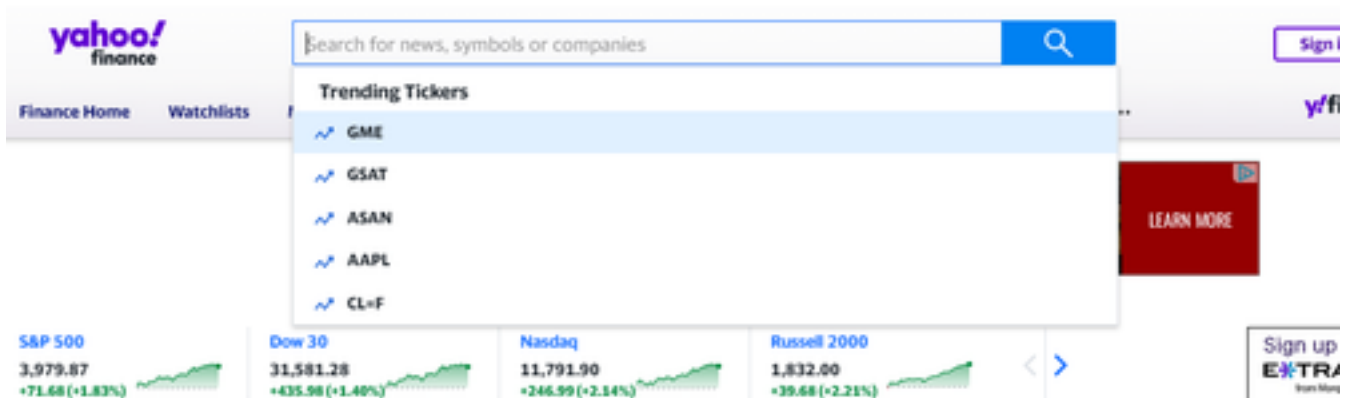 yahoo!
finance
Search for news, symbols or companies
Sign
Finance Home Watchlists
Trending Tickers
GME
GSAT
ASAN
AAPL
CL=F
LEARN MORE
S&P 500
3,979.87
+71.68 (+1.83%)
Dow 30
31,581.28
+435.98 (+1.40%)
Nasdaq
11,791.90
+246.99 (+2.14%)
Russell 2000
1,832.00
+39.68 (+2.21%)
Sign up